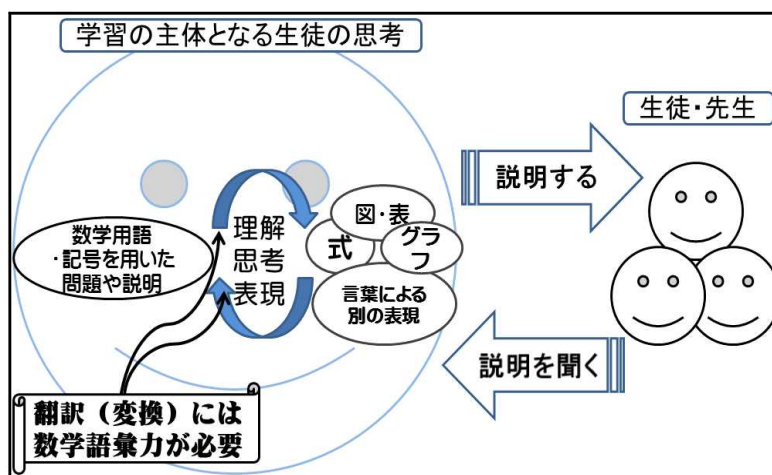 学習の主体となる生徒の思考
生徒・先生
説明する
図・表
式
グラ
フ
理解
思考
表現
数学用語
・記号を用いた
問題や説明
言葉による
別の表現
説明を聞く
翻訳（変換）には
数学語彙力が必要